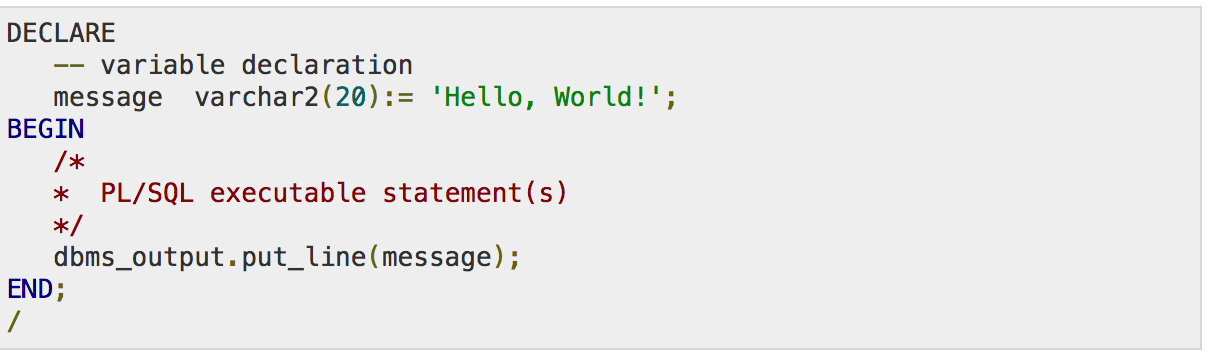 DECLARE
   -- variable declaration
   message  varchar2(20):= 'Hello, World!';
BEGIN
   /*
   *  PL/SQL executable statement(s)
   */
   dbms_output.put_line(message);
END;
/